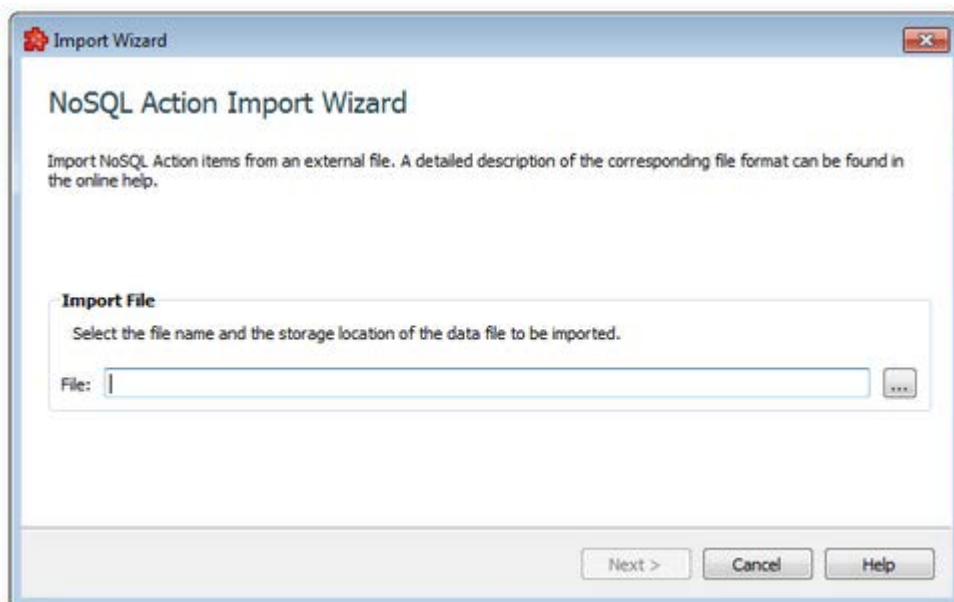 Import Wizard
NoSQL Action Import Wizard
Import NoSQL Action items from an external file. A detailed description of the corresponding file format can be found in
the online help.
Import File
Select the file name and the storage location of the data file to be imported.
File:
...
Next >
Cancel
Help